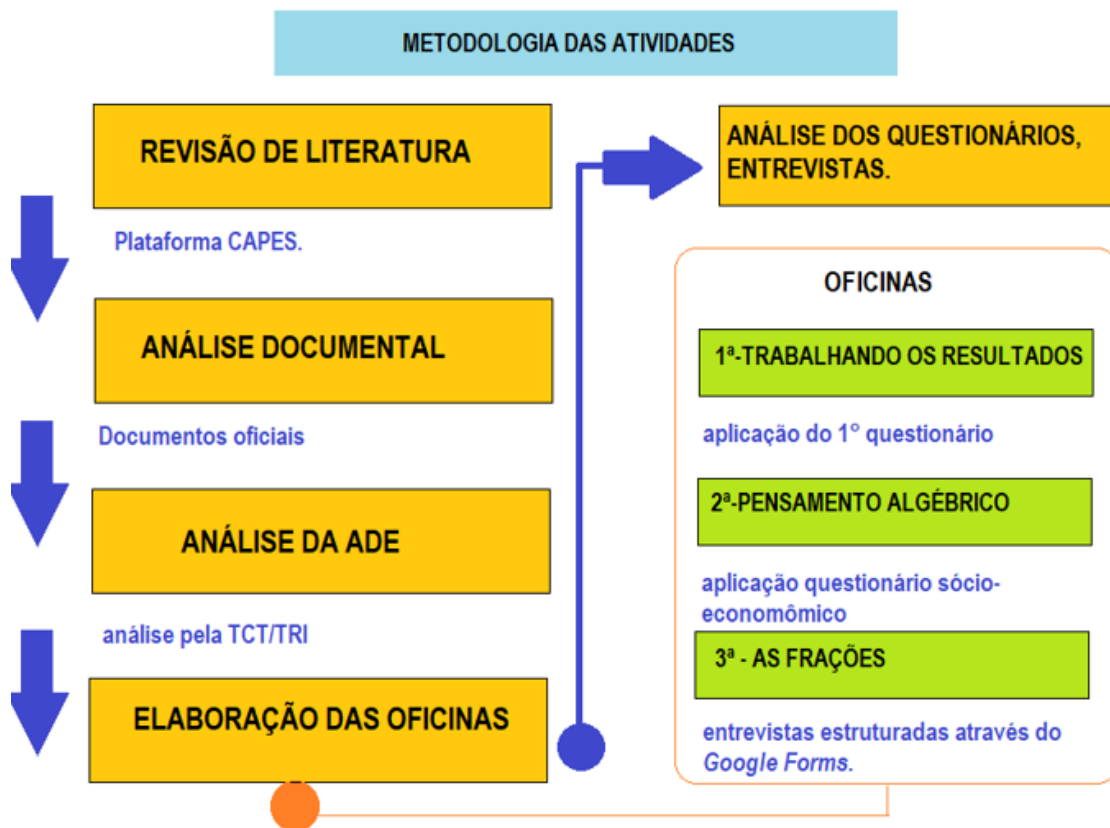 METODOLOGIA DAS ATIVIDADES
REVISÃO DE LITERATURA
Plataforma CAPES.
ANÁLISE DOCUMENTAL
Documentos oficiais
ANÁLISE DA ADE
análise pela TCT/TRI
ELABORAÇÃO DAS OFICINAS
ANÁLISE DOS QUESTIONÁRIOS,
ENTREVISTAS.
OFICINAS
1ª-TRABALHANDO OS RESULTADOS
aplicação do 1° questionário
2ª-PENSAMENTO ALGÉBRICO
aplicação questionário sócio-
economômico
3ª - AS FRAÇÕES
entrevistas estruturadas através do
Google Forms.